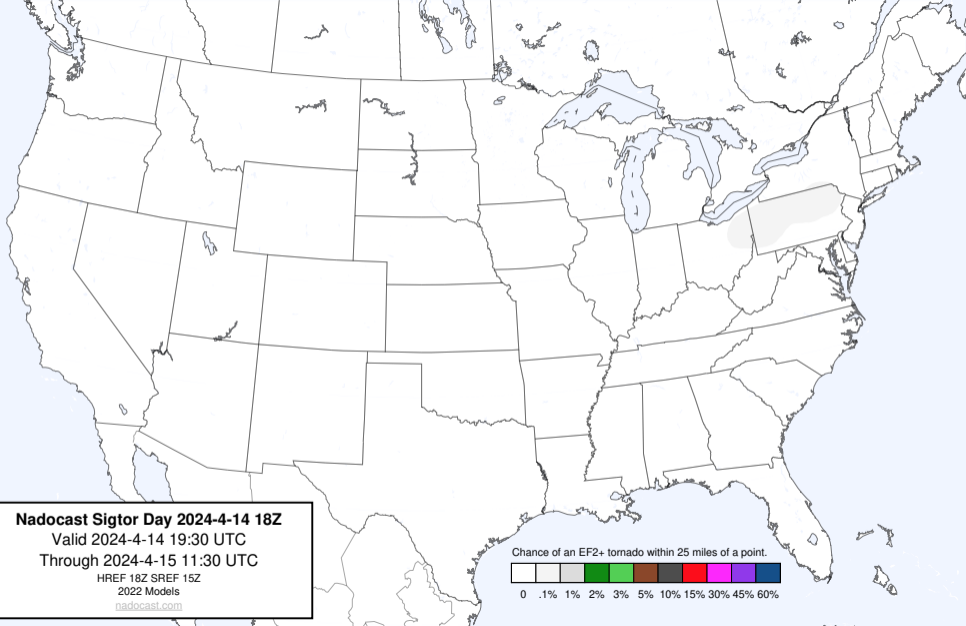 Nadocast Sigtor Day 2024-4-14 18Z
Valid 2024-4-14 19:30 UTC
Through 2024-4-15 11:30 UTC
HREF 18Z SREF 15Z
2022 Models
nadocast.com
Chance of an EF2+ tornado within 25 miles of a point.
0 .1% 1% 2% 3% 5% 10% 15% 30% 45% 60%